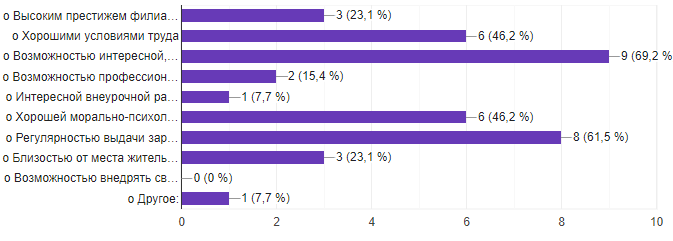 о Высоким престижем филиа...
3 (23,1 %)
о Хорошими условиями труда
6 (46,2 %)
о Возможностью интересной,...
9 (69,2 %
о Возможностью профессион...
2 (15,4 %)
о Интересной внеурочной ра...
1 (7,7 %)
о Хорошей морально-психол...
6 (46,2 %)
о Регулярностью выдачи зар...
8 (61,5 %)
о Близостью от места житель...
3 (23,1 %)
о Возможностью внедрять св...
0 (0 %)
о Другое:
1 (7,7 %)
0 2 4 6 8 10